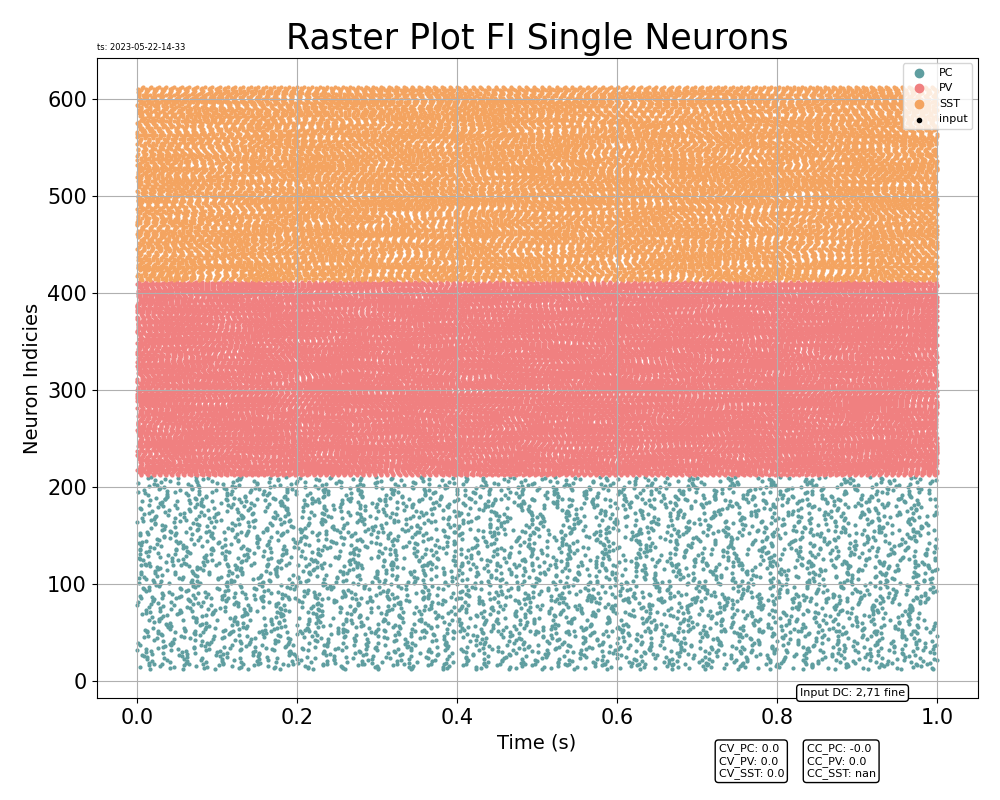 Raster Plot FI Single Neurons
ts: 2023-05-22-14-33
PC
PV
SST
input
600
500
400
300
200
100
0
Neuron Indicies
0.0 0.2 0.4 0.6 0.8 1.0
Time (s)
Input DC: 2,71 fine
CV_PC: 0.0
CV_PV: 0.0
CV_SST: 0.0
CC_PC: -0.0
CC_PV: 0.0
CC_SST: nan